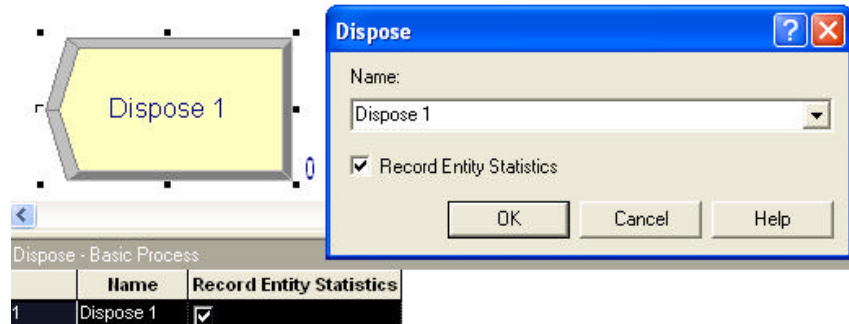 Dispose 1
0
Dispose
Name:
Dispose 1
Record Entity Statistics
OK Cancel Help
Dispose - Basic Process
Name Record Entity Statistics
1 Dispose 1